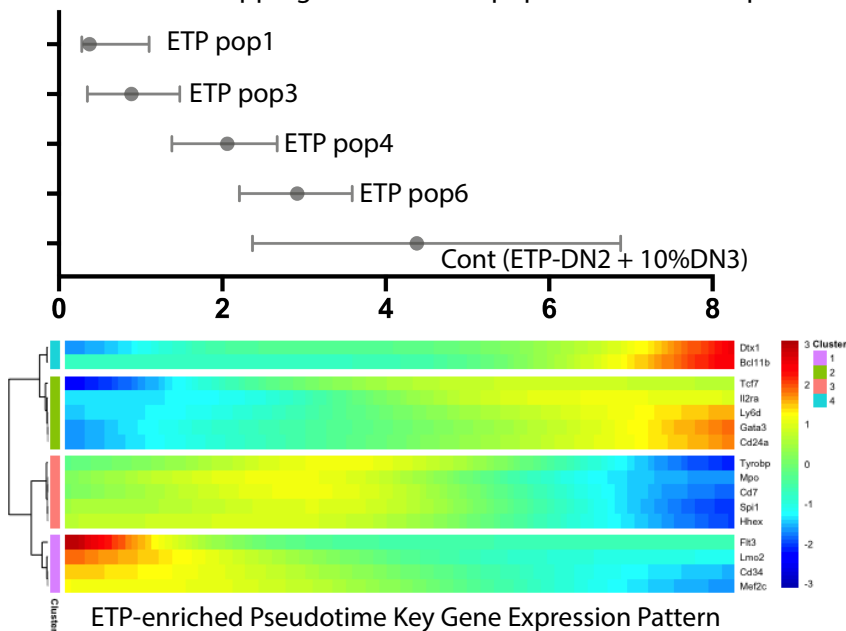 ETP pop1
ETP pop3
ETP pop4
ETP pop6
Cont (ETP-DN2 + 10%DN3)
0 2 4 6 8
Dtx1
Bcl11b
Tcf7
Il2ra
Ly6d
Gata3
Cd24a
Tyrobp
Mpo
Cd7
Spi1
Hhex
Flt3
Lmo2
Cd34
Mef2c
3
2
1
0
-1
-2
-3
Cluster
1
2
3
4
Cluster
ETP-enriched Pseudotime Key Gene Expression Pattern